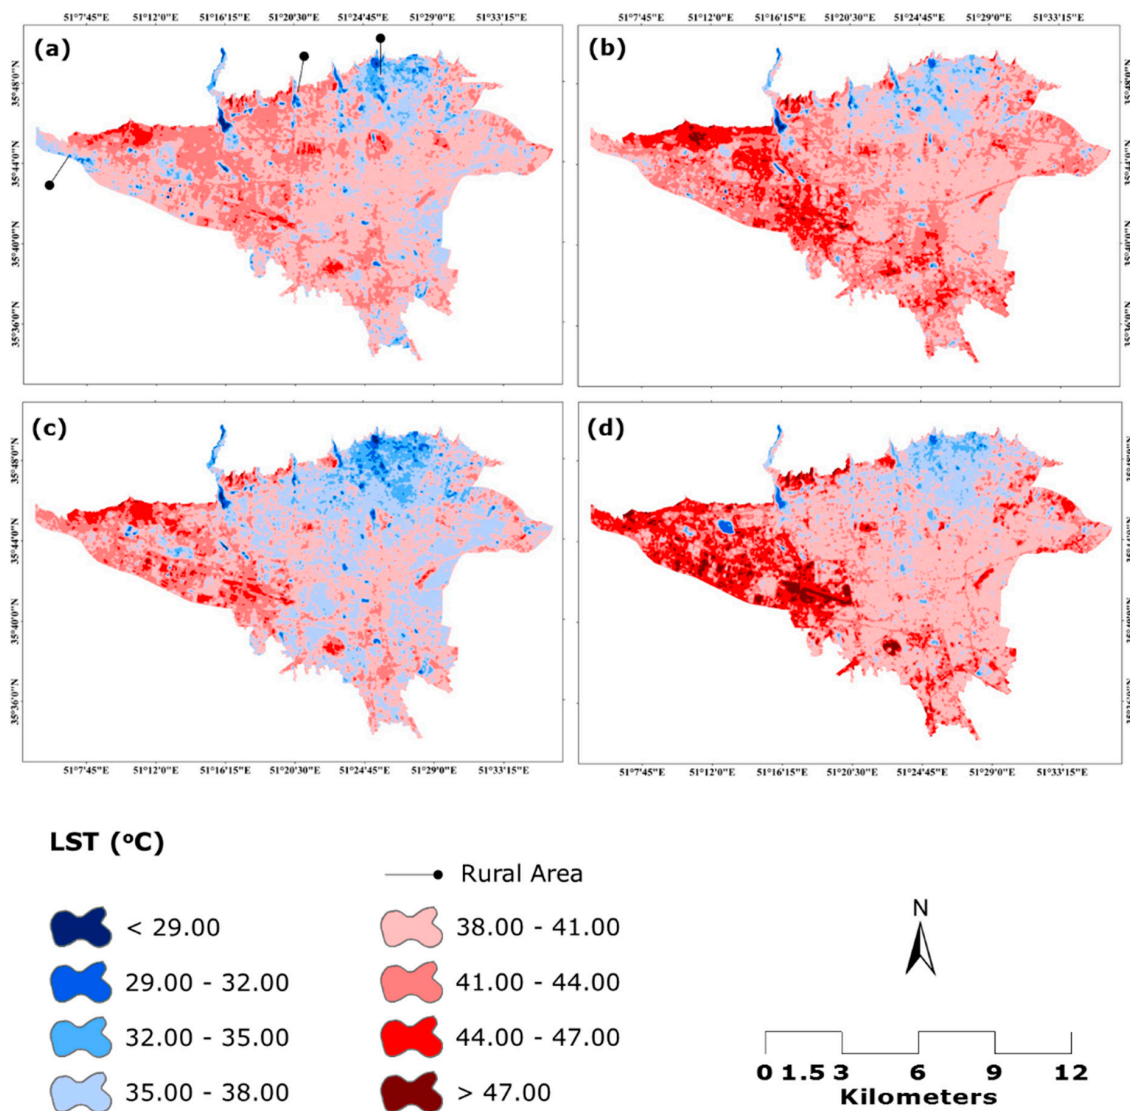 51°7'45"E 51°12'0"E 51°16'15"E 51°20'30"E 51°24'45"E 51°29'0"E 51°33'15"E
51°7'45"E 51°12'0"E 51°16'15"E 51°20'30"E 51°24'45"E 51°29'0"E 51°33'15"E
(a)
(b)
35°48'0"N
35°44'0"N
35°40'0"N
35°36'0"N
(c)
(d)
35°48'0"N
35°44'0"N
35°40'0"N
35°36'0"N
51°7'45"E 51°12'0"E 51°16'15"E 51°20'30"E 51°24'45"E 51°29'0"E 51°33'15"E
51°7'45"E 51°12'0"E 51°16'15"E 51°20'30"E 51°24'45"E 51°29'0"E 51°33'15"E
LST (°C)
Rural Area
< 29.00
38.00 - 41.00
29.00 - 32.00
41.00 - 44.00
32.00 - 35.00
44.00 - 47.00
35.00 - 38.00
> 47.00
N
0 1.5 3 6 9 12
Kilometers